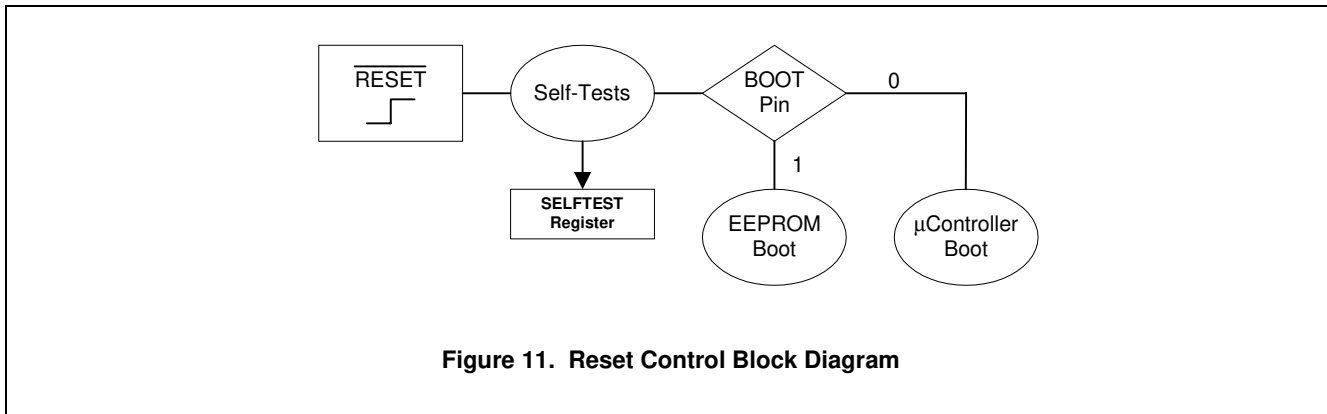 RESET
Self-Tests
BOOT
Pin
0
1
SELFTEST
Register
EEPROM
Boot
μController
Boot
Figure 11. Reset Control Block Diagram